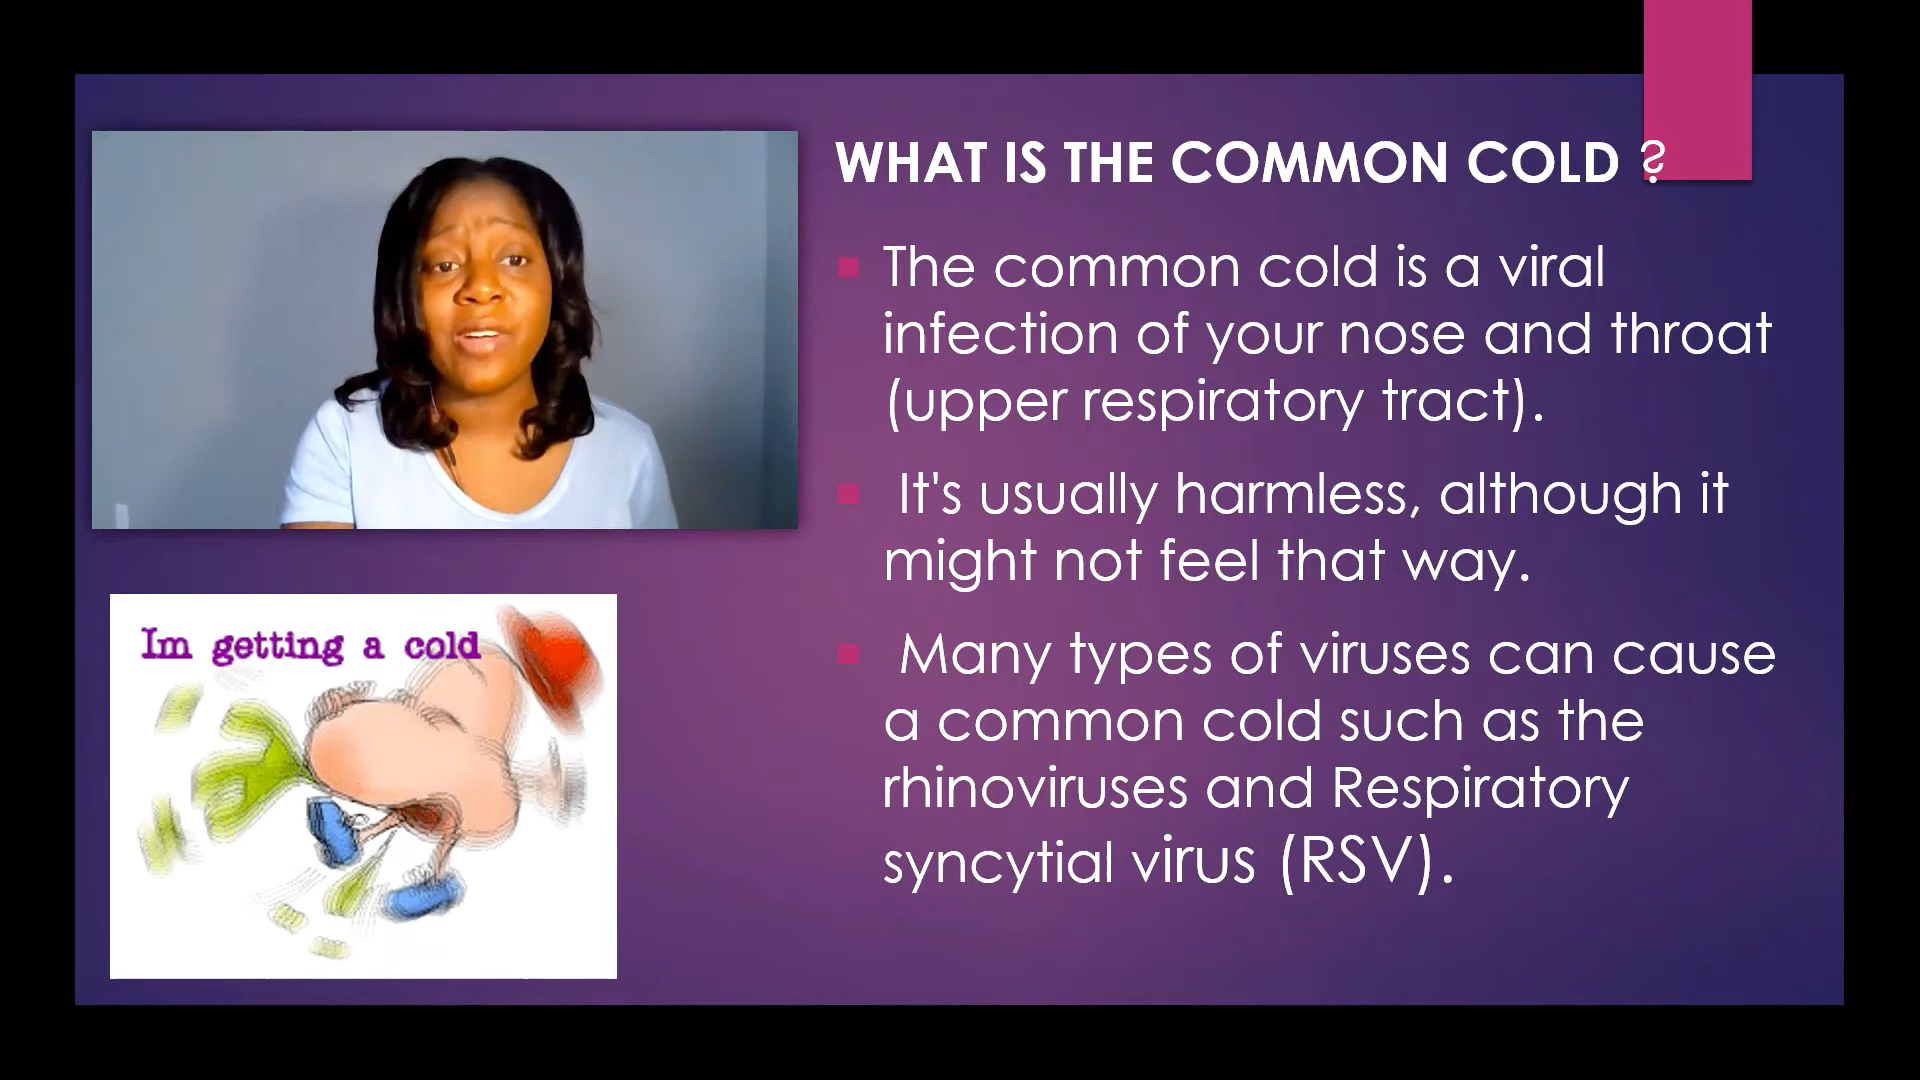 WHAT IS THE COMMON COLD ?
The common cold is a viral
infection of your nose and throat
(upper respiratory tract).
It's usually harmless, although it
might not feel that way.
Many types of viruses can cause
a common cold such as the
rhinoviruses and Respiratory
syncytial virus (RSV).
Im getting a cold